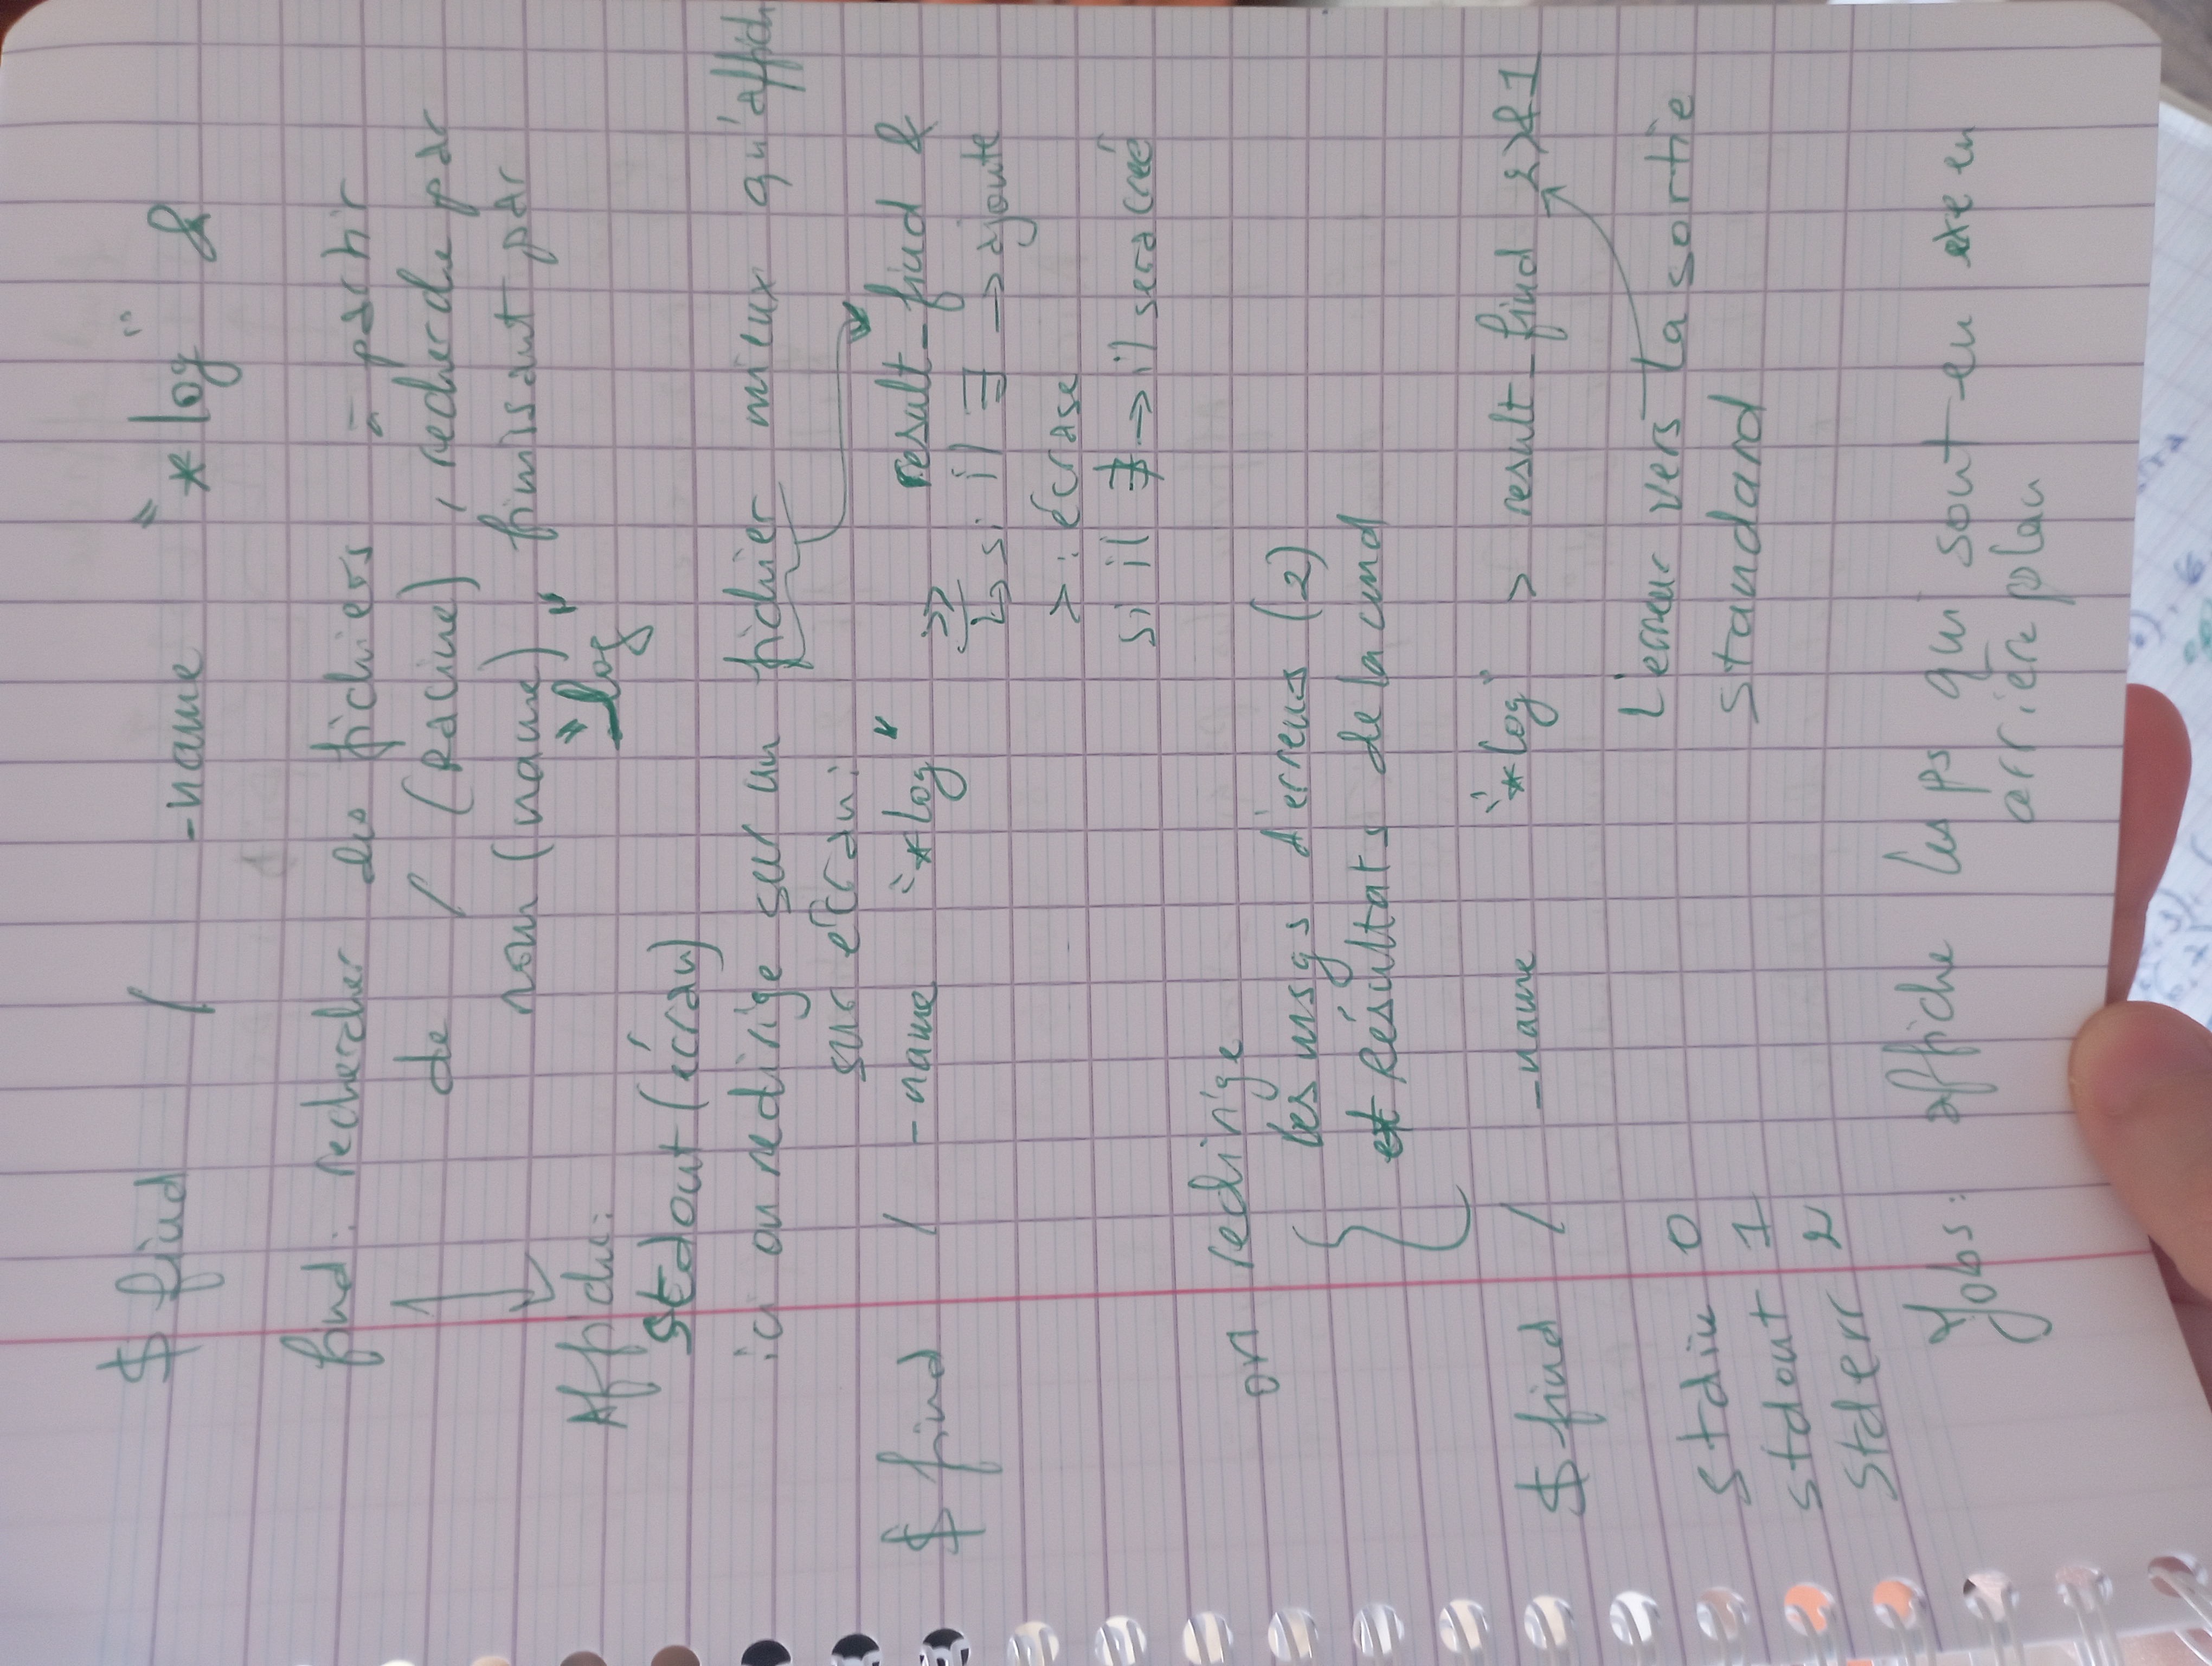 $ find / -name "*log" &
find : rechercher des fichiers à partir
de / (Racine), recherche par
nom (name), finnisant par
"_log"
Affiche:
stdout (écran)
ici on redirige sur un fichier mieux qu'affich
sur écran:
$ find / -name "*log" >> result_find &
↳ si il ∃ → ajoute
> : écrase
si il ∄ → il sera creé
on redirige
les msgs d'erreurs (2)
et Résultats de la cmd
$ find / -name "*log" > result_find 2>&1
L'erreur vers la sortie
standard
stdin 0
stdout 1
stderr 2
Jobs: affiche les ps qui sont en exe en
arrière plan